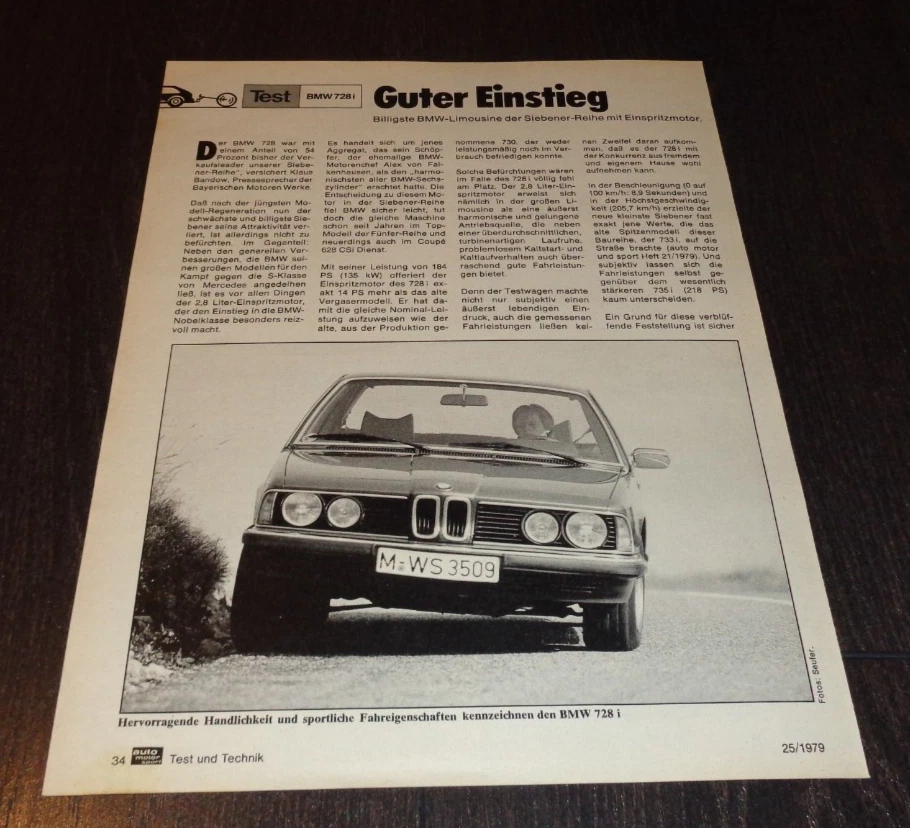 Test
BMW 728 i
Guter Einstieg
Billigste BMW-Limousine der Siebener-Reihe mit Einspritzmotor.
Der BMW 728 war mit
einem Anteil von 54
Prozent bisher der Ver-
kaufsleader unserer Siebe-
ner-Reihe", versichert Klaus
Bandow, Pressesprecher der
Bayerischen Motoren Werke.
Daß nach der jüngsten Mo-
dell-Regeneration nun der
schwächste und billigste Sie-
bener seine Attraktivität ver-
liert, ist allerdings nicht zu
befürchten. Im Gegenteil:
Neben den generellen Ver-
besserungen, die BMW sei-
nen großen Modellen für den
Kampf gegen die S-Klasse
von Mercedes angedeihen
ließ, ist es vor allen Dingen
der 2,8 Liter-Einspritzmotor,
der den Einstieg in die BMW-
Nobelklasse besonders reiz-
voll macht.
Es handelt sich um jenes
Aggregat, das sein Schöp-
fer, der ehemalige BMW-
Motorenchef Alex von Fal-
kenhausen, als den „harmo-
nischsten aller BMW-Sechs-
zylinder" erachtet hatte. Die
Entscheidung zu diesem Mo-
tor in der Siebener-Reihe
fiel BMW sicher leicht, tut
doch die gleiche Maschine
schon seit Jahren im Top-
Modell der Fünfer-Reihe und
neuerdings auch im Coupé
628 CSi Dienst.
Mit seiner Leistung von 184
PS (135 kW) offeriert der
Einspritzmotor des 728 i ex-
akt 14 PS mehr als das alte
Vergasermodell. Er hat da-
mit die gleiche Nominal-Lei-
stung aufzuweisen wie der
alte, aus der Produktion ge-
nommene 730, der weder
leistungsmäßig noch im Ver-
brauch befriedigen konnte.
Solche Befürchtungen wären
im Falle des 728 i völlig fehl
am Platz. Der 2,8 Liter-Ein-
spritzmotor erweist sich
nämlich in der großen Li-
mousine als eine äußerst
harmonische und gelungene
Antriebsquelle, die neben
einer überdurchschnittlichen,
turbinenartigen Laufruhe,
problemlosem Kaltstart- und
Kaltlaufverhalten auch über-
raschend gute Fahrleistun-
gen bietet.
Denn der Testwagen machte
nicht nur subjektiv einen
äußerst lebendigen Ein-
druck, auch die gemessenen
Fahrleistungen ließen kei-
nen Zweifel daran aufkom-
men, daß es der 728 i mit
der Konkurrenz aus fremdem
und eigenem Hause wohl
aufnehmen kann.
In der Beschleunigung (0 auf
100 km/h: 8,9 Sekunden) und
in der Höchstgeschwindig-
keit (205,7 km/h) erzielte der
neue kleinste Siebener fast
exakt jene Werte, die das
alte Spitzenmodell dieser
Baureihe, der 733 i, auf die
Straße brachte (auto motor
und sport Heft 21/1979). Und
subjektiv lassen sich die
Fahrleistungen selbst ge-
genüber dem wesentlich
stärkeren 735 i (218 PS)
kaum unterscheiden.
Ein Grund für diese verblüf-
fende Feststellung ist sicher
M-WS 3509
Fotos: Seufer.
Hervorragende Handlichkeit und sportliche Fahreigenschaften kennzeichnen den BMW 728 i
34 auto motor sport Test und Technik
25/1979